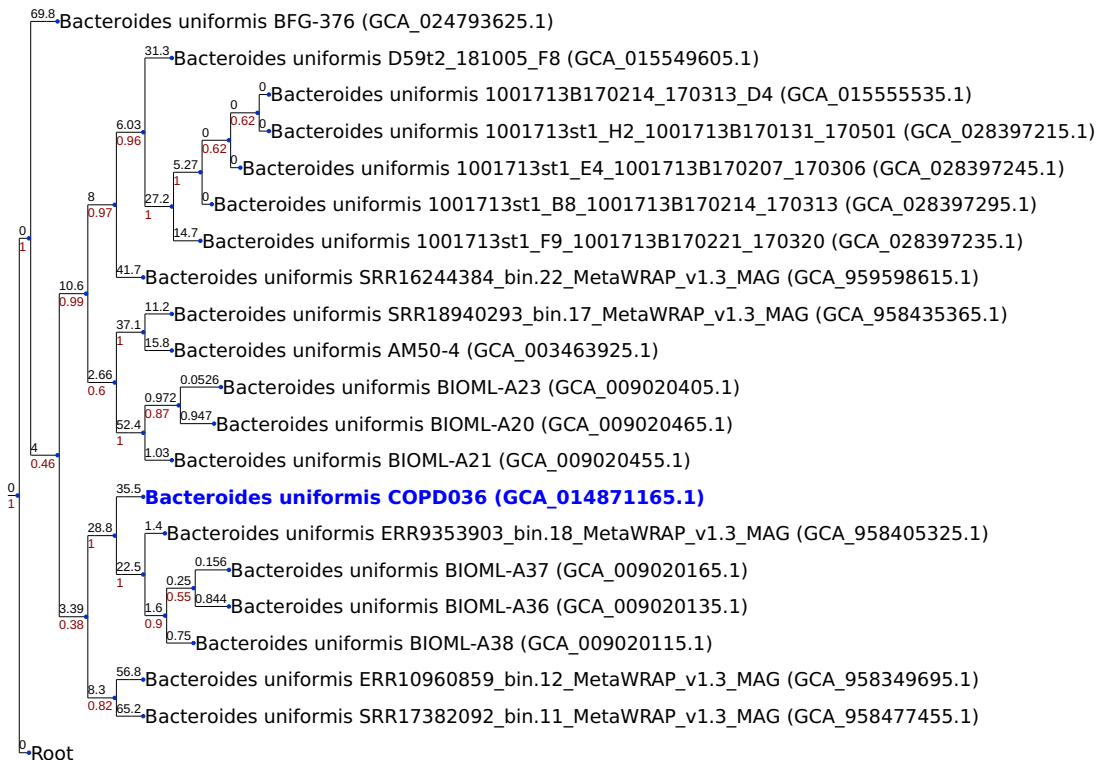 69.8 Bacteroides uniformis BFG-376 (GCA_024793625.1)
31.3 Bacteroides uniformis D59t2_181005_F8 (GCA_015549605.1)
0 Bacteroides uniformis 1001713B170214_170313_D4 (GCA_015555535.1)
0
0.62
6.03
0.96
0 Bacteroides uniformis 1001713st1_H2_1001713B170131_170501 (GCA_028397215.1)
0
0.62
0 Bacteroides uniformis 1001713st1_E4_1001713B170207_170306 (GCA_028397245.1)
5.27
1
8
0.97
27.2
1
0 Bacteroides uniformis 1001713st1_B8_1001713B170214_170313 (GCA_028397295.1)
0
1
14.7 Bacteroides uniformis 1001713st1_F9_1001713B170221_170320 (GCA_028397235.1)
41.7 Bacteroides uniformis SRR16244384_bin.22_MetaWRAP_v1.3_MAG (GCA_959598615.1)
10.6
0.99
11.2 Bacteroides uniformis SRR18940293_bin.17_MetaWRAP_v1.3_MAG (GCA_958435365.1)
37.1
1
15.8 Bacteroides uniformis AM50-4 (GCA_003463925.1)
2.66
0.6
0.0526 Bacteroides uniformis BIOML-A23 (GCA_009020405.1)
0.972
0.87
0.947 Bacteroides uniformis BIOML-A20 (GCA_009020465.1)
52.4
1
4
0.46
1.03 Bacteroides uniformis BIOML-A21 (GCA_009020455.1)
0
1
35.5 Bacteroides uniformis COPD036 (GCA_014871165.1)
28.8
1
1.4 Bacteroides uniformis ERR9353903_bin.18_MetaWRAP_v1.3_MAG (GCA_958405325.1)
22.5
1
0.156 Bacteroides uniformis BIOML-A37 (GCA_009020165.1)
0.25
0.55
0.844 Bacteroides uniformis BIOML-A36 (GCA_009020135.1)
3.39
0.38
1.6
0.9
0.75 Bacteroides uniformis BIOML-A38 (GCA_009020115.1)
56.8 Bacteroides uniformis ERR10960859_bin.12_MetaWRAP_v1.3_MAG (GCA_958349695.1)
8.3
0.82
65.2 Bacteroides uniformis SRR17382092_bin.11_MetaWRAP_v1.3_MAG (GCA_958477455.1)
0 Root